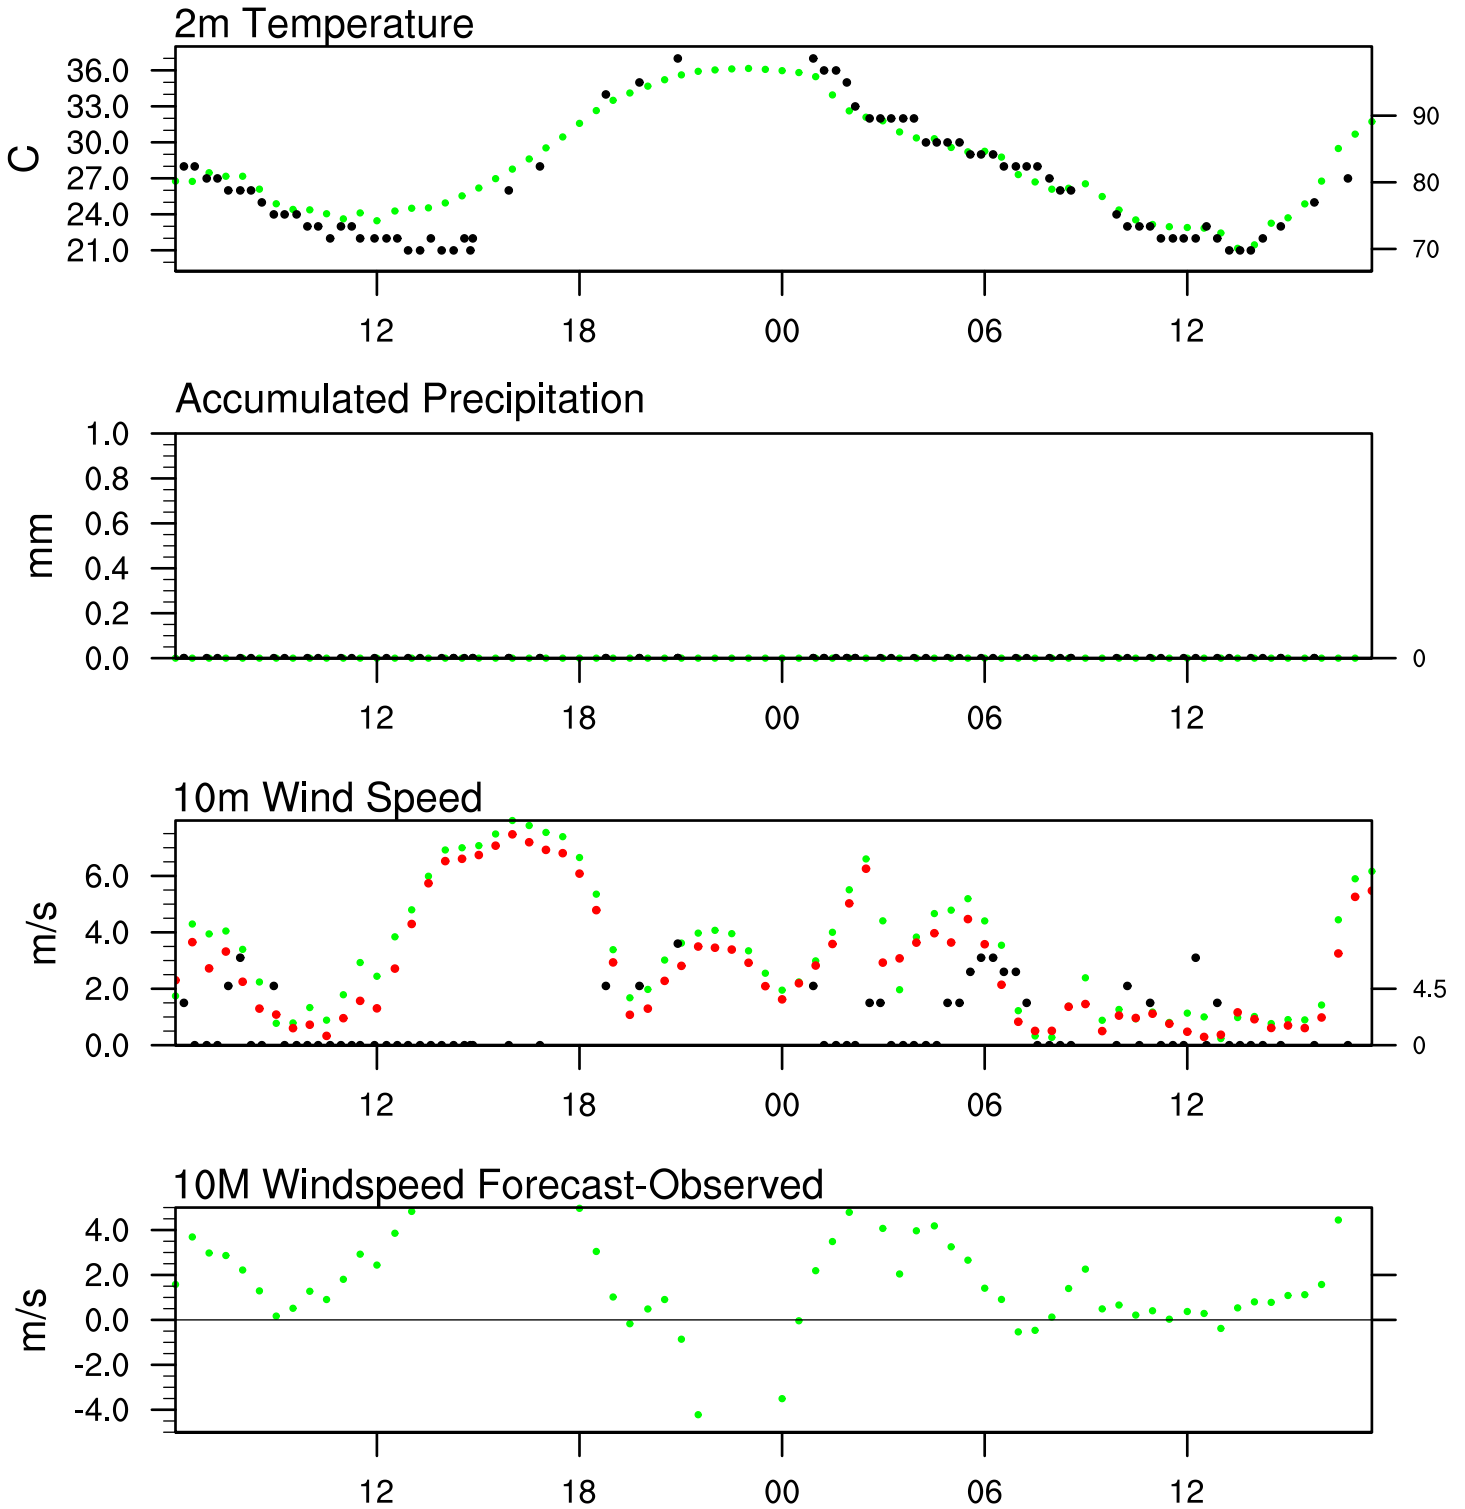 2m Temperature
36.0
33.0
30.0
27.0
24.0
21.0
C
90
80
70
12 18 00 06 12
Accumulated Precipitation
1.0
0.8
0.6
0.4
0.2
0.0
mm
0
12 18 00 06 12
10m Wind Speed
6.0
4.0
2.0
0.0
m/s
4.5
0
12 18 00 06 12
10M Windspeed Forecast-Observed
4.0
2.0
0.0
-2.0
-4.0
m/s
12 18 00 06 12